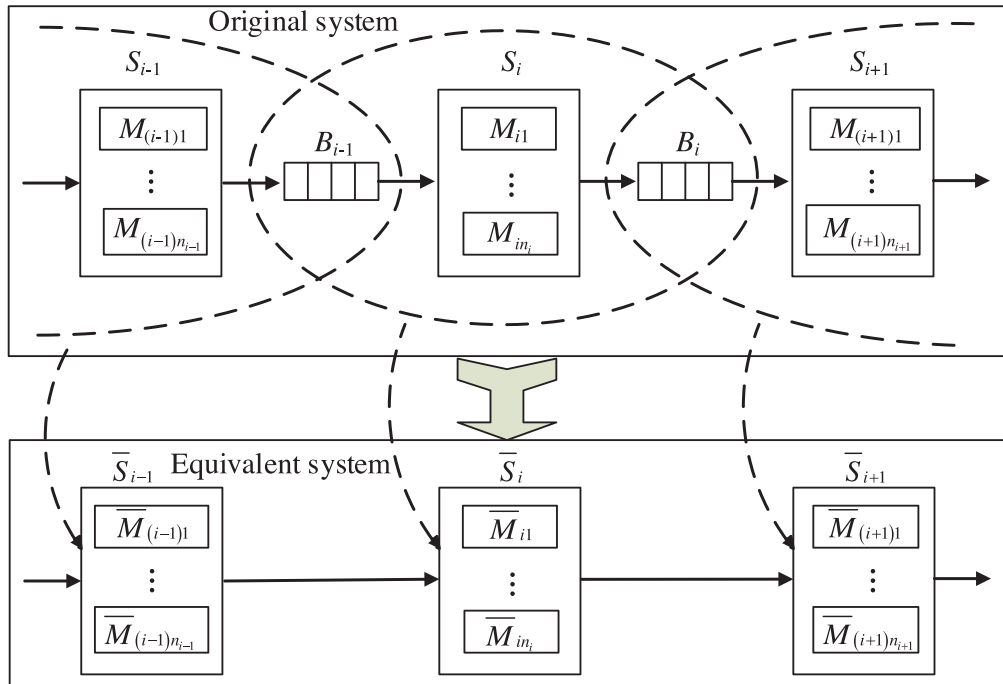 Original system
S_{i-1} S_i S_{i+1}
M_{(i-1)1} B_{i-1} M_{i1} B_i M_{(i+1)1}
⋮ ⋮ ⋮
M_{(i-1)n_{i-1}} M_{in_i} M_{(i+1)n_{i+1}}
Equivalent system
S̅_{i-1} S̅_i S̅_{i+1}
M̅_{(i-1)1} M̅_{i1} M̅_{(i+1)1}
⋮ ⋮ ⋮
M̅_{(i-1)n_{i-1}} M̅_{in_i} M̅_{(i+1)n_{i+1}}